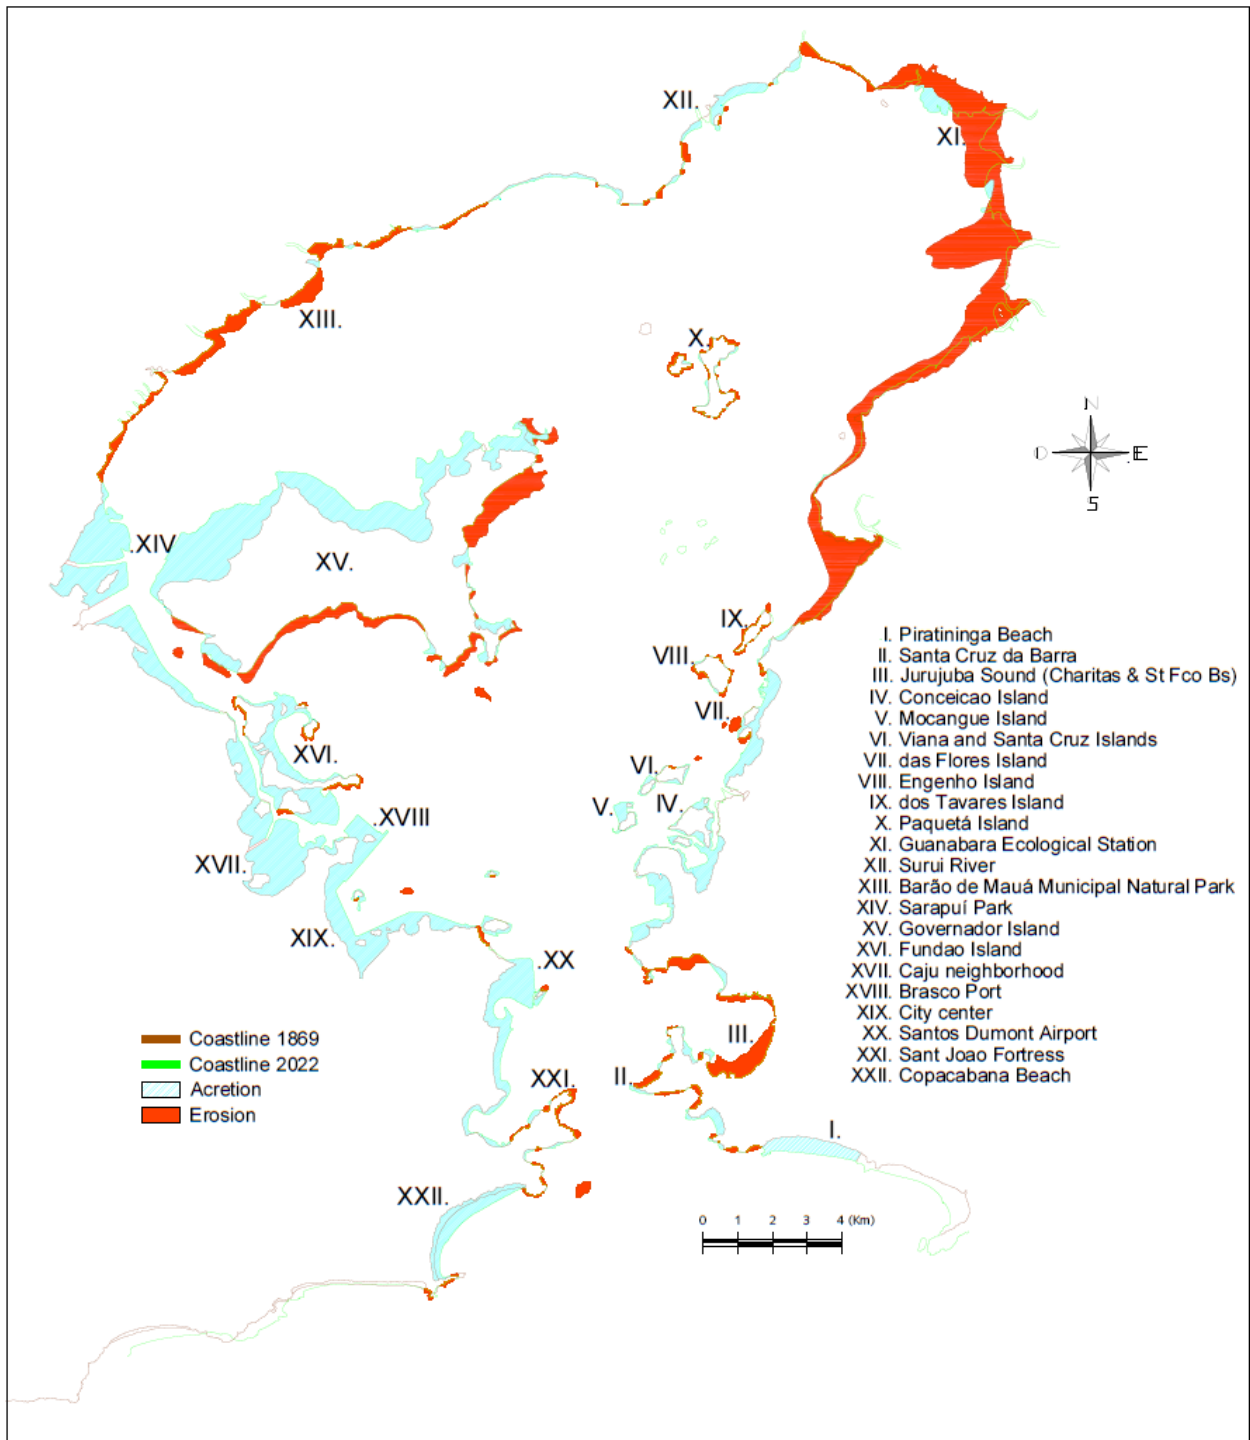 XII.
XI.
XIII.
X.
N
O
E
S
.XIV
XV.
IX.
VIII.
VII.
XVI.
VI.
V.
IV.
.XVIII
XVII.
XIX.
.XX
III.
II.
XXI.
I.
XXII.
I. Piratininga Beach
II. Santa Cruz da Barra
III. Jurujuba Sound (Charitas & St Fco Bs)
IV. Conceicao Island
V. Mocangue Island
VI. Viana and Santa Cruz Islands
VII. das Flores Island
VIII. Engenho Island
IX. dos Tavares Island
X. Paquetá Island
XI. Guanabara Ecological Station
XII. Surui River
XIII. Barão de Mauá Municipal Natural Park
XIV. Sarapuí Park
XV. Governador Island
XVI. Fundao Island
XVII. Caju neighborhood
XVIII. Brasco Port
XIX. City center
XX. Santos Dumont Airport
XXI. Sant Joao Fortress
XXII. Copacabana Beach
Coastline 1869
Coastline 2022
Acretion
Erosion
0 1 2 3 4 (Km)